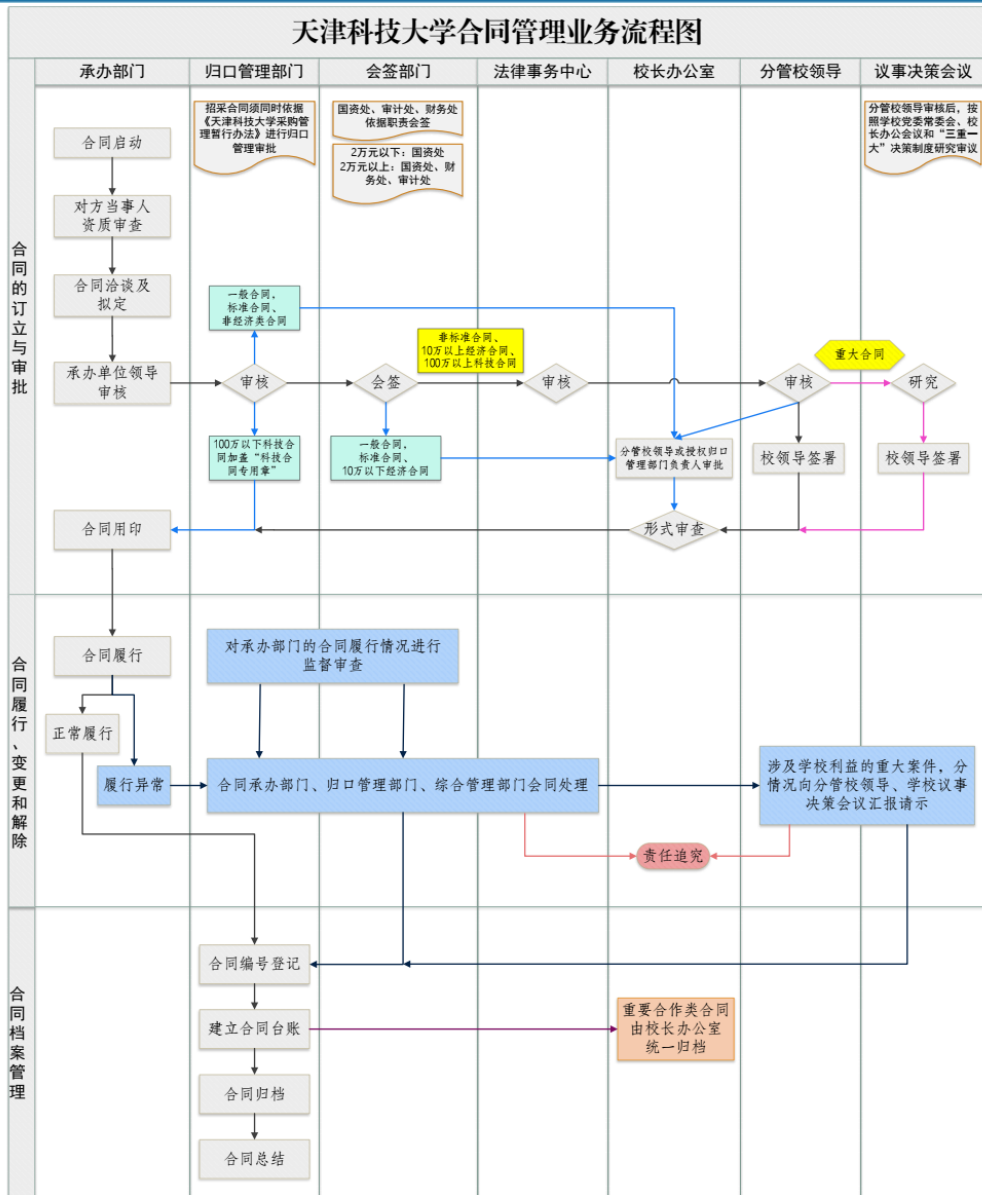 天津科技大学合同管理业务流程图
承办部门
归口管理部门
会签部门
法律事务中心
校长办公室
分管校领导
议事决策会议
合同的订立与审批
招采合同须同时依据
《天津科技大学采购管
理暂行办法》进行归口
管理审批
国资处、审计处、财务处
依据职责会签
2万元以下：国资处
2万元以上：国资处、财
务处、审计处
分管校领导审核后，按
照学校党委常委会、校
长办公会议和“三重一
大”决策制度研究审议
合同启动
对方当事人
资质审查
合同洽谈及
拟定
一般合同，
标准合同、
非经济类合同
非标准合同、
10万以上经济合同、
100万以上科技合同
重大合同
承办单位领导
审核
审核
会签
审核
审核
研究
100万以下科技合
同加盖“科技合
同专用章”
一般合同，
标准合同、
10万以下经济合同
分管校领导或授权归口
管理部门负责人审批
校领导签署
校领导签署
合同用印
形式审查
合同履行、变更和解除
合同履行
对承办部门的合同履行情况进行
监督审查
正常履行
履行异常
合同承办部门、归口管理部门、综合管理部门会同处理
涉及学校利益的重大案件，分
情况向分管校领导、学校议事
决策会议汇报请示
责任追究
合同档案管理
合同编号登记
建立合同台账
重要合作类合同
由校长办公室
统一归档
合同归档
合同总结